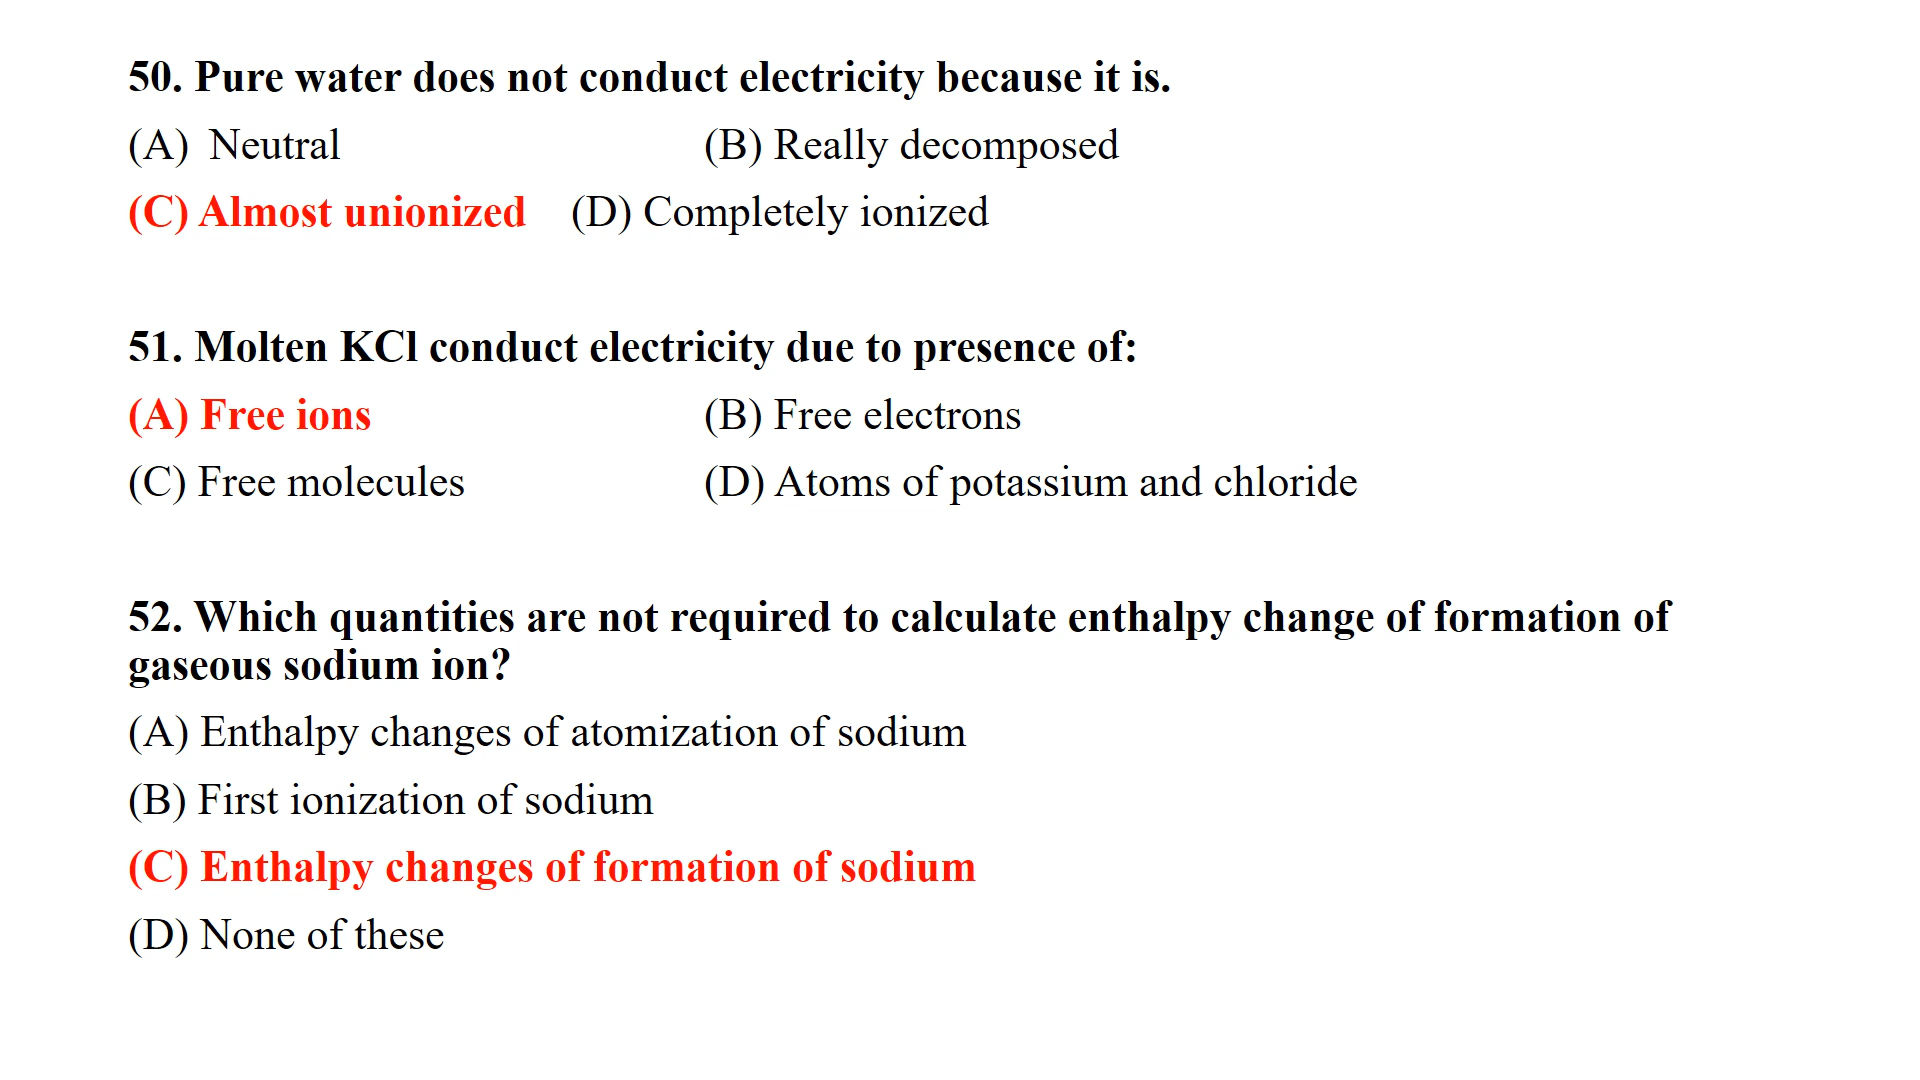 50. Pure water does not conduct electricity because it is.
(A) Neutral (B) Really decomposed
(C) Almost unionized (D) Completely ionized
51. Molten KCl conduct electricity due to presence of:
(A) Free ions (B) Free electrons
(C) Free molecules (D) Atoms of potassium and chloride
52. Which quantities are not required to calculate enthalpy change of formation of
gaseous sodium ion?
(A) Enthalpy changes of atomization of sodium
(B) First ionization of sodium
(C) Enthalpy changes of formation of sodium
(D) None of these